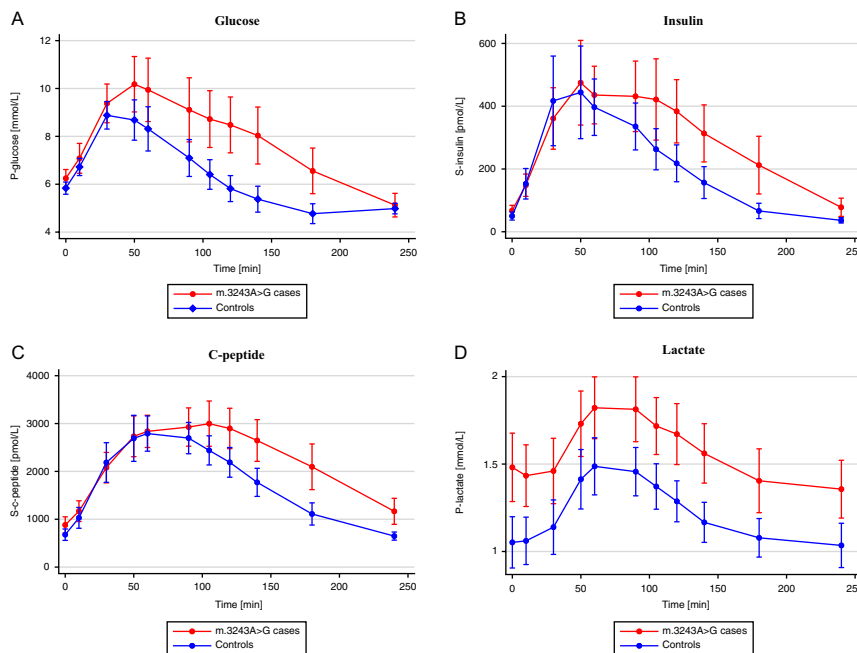 A
Glucose
P-glucose [mmol/L]
12
10
8
6
4
0
50
100
150
200
250
Time [min]
m.3243A>G cases
Controls
B
Insulin
S-insulin [pmol/L]
600
400
200
0
0
50
100
150
200
250
Time [min]
m.3243A>G cases
Controls
C
C-peptide
S-c-peptide [pmol/L]
4000
3000
2000
1000
0
0
50
100
150
200
250
Time [min]
m.3243A>G cases
Controls
D
Lactate
P-lactate [mmol/L]
2
1.5
1
0
50
100
150
200
250
Time [min]
m.3243A>G cases
Controls